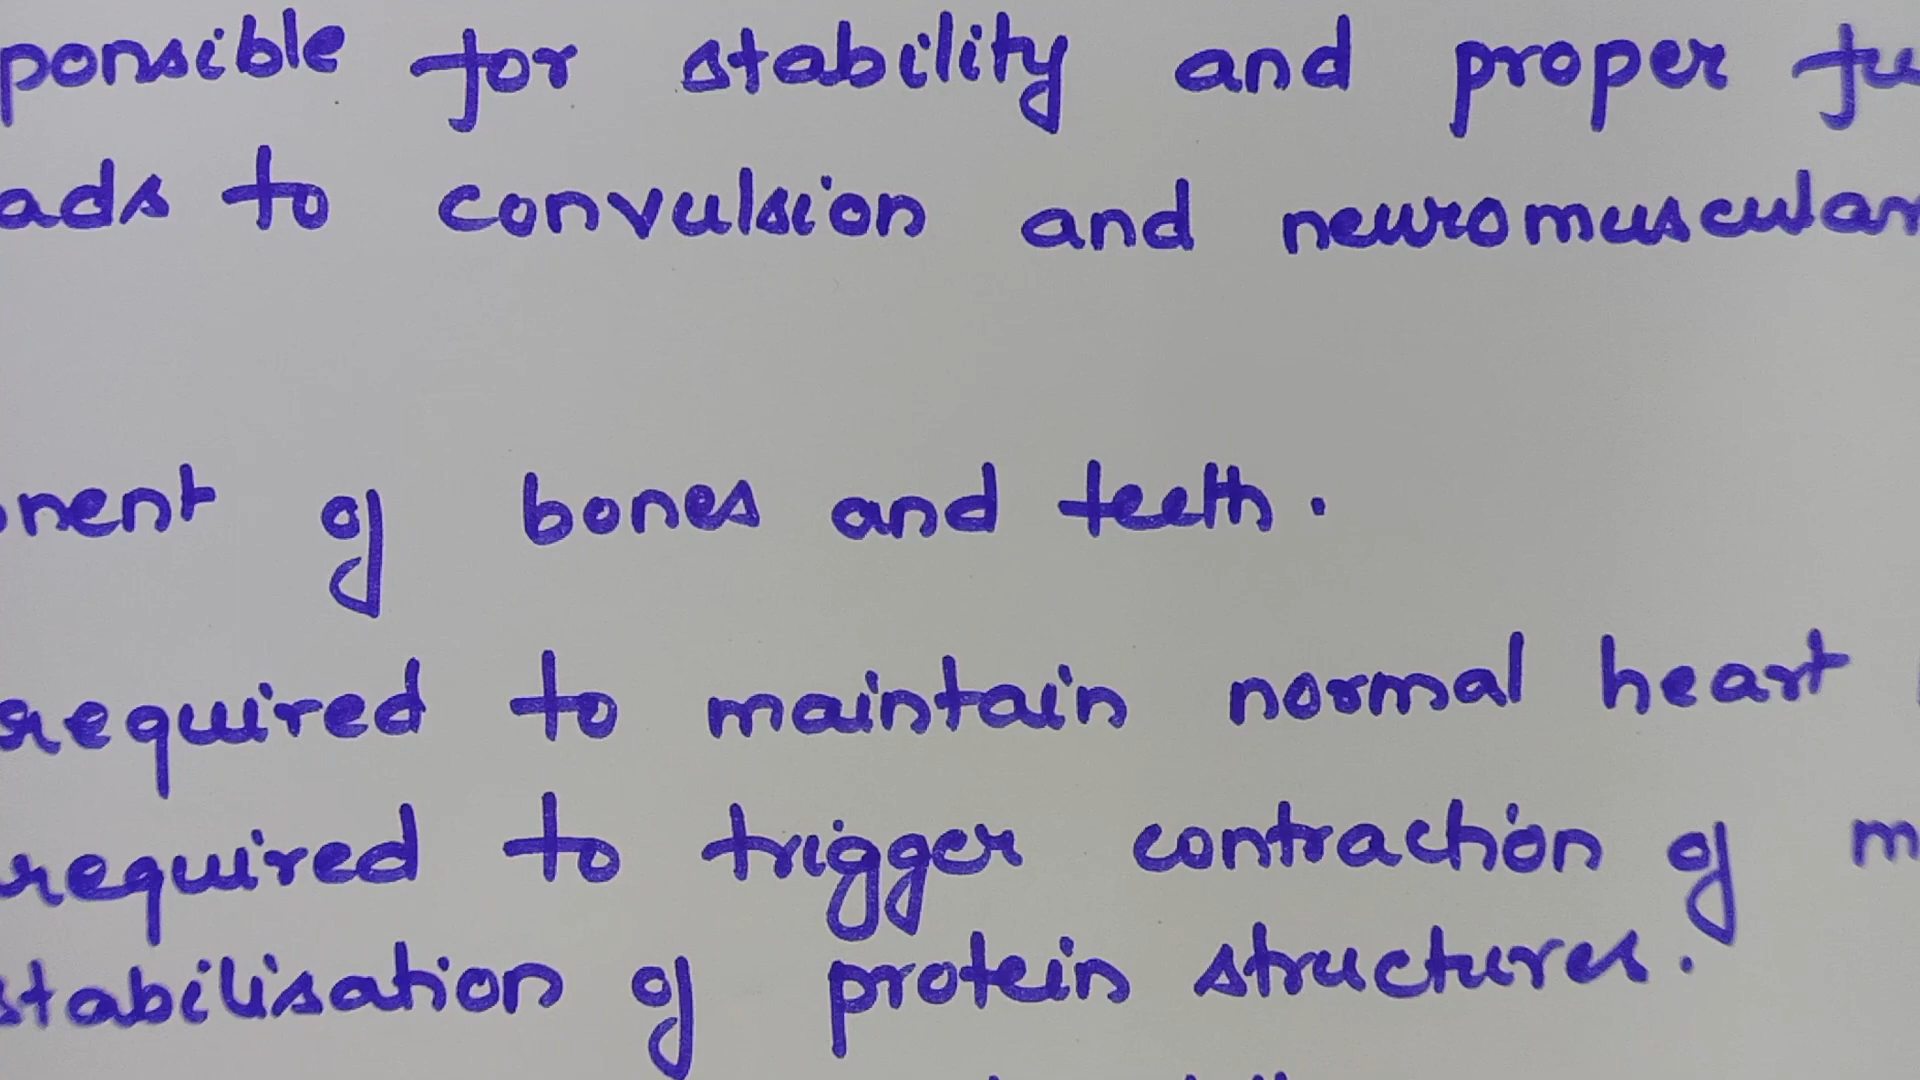 ponsible for stability and proper fu
ads to convulsion and neuromuscular
nent of bones and teeth.
required to maintain normal heart
required to trigger contraction of m
stabilisation of protein structures.